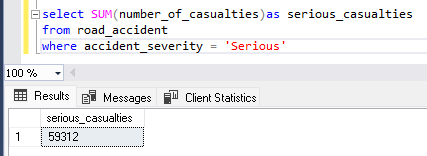 select SUM(number_of_casualties)as serious_casualties
from road_accident
where accident_severity = 'Serious'
100 %
Results Messages Client Statistics
serious_casualties
1 59312